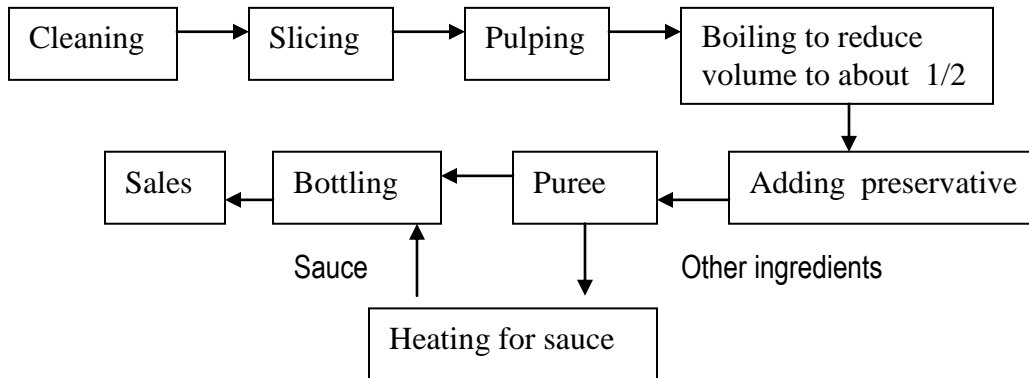 Cleaning
Slicing
Pulping
Boiling to reduce
volume to about 1/2
Adding preservative
Puree
Bottling
Sales
Sauce
Other ingredients
Heating for sauce